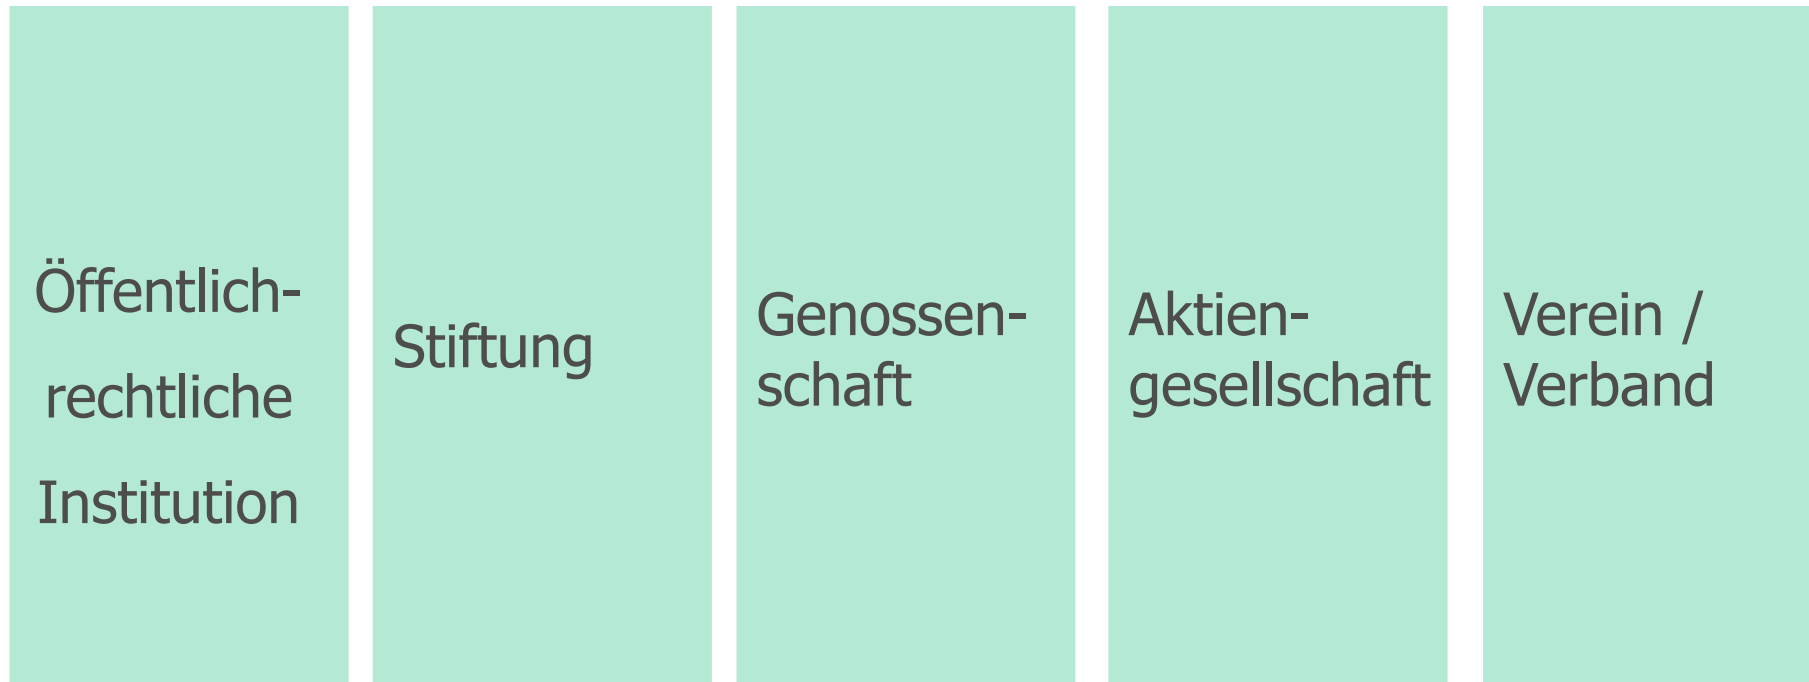 Öffentlich-
rechtliche
Institution
Stiftung
Genossen-
schaft
Aktien-
gesellschaft
Verein /
Verband